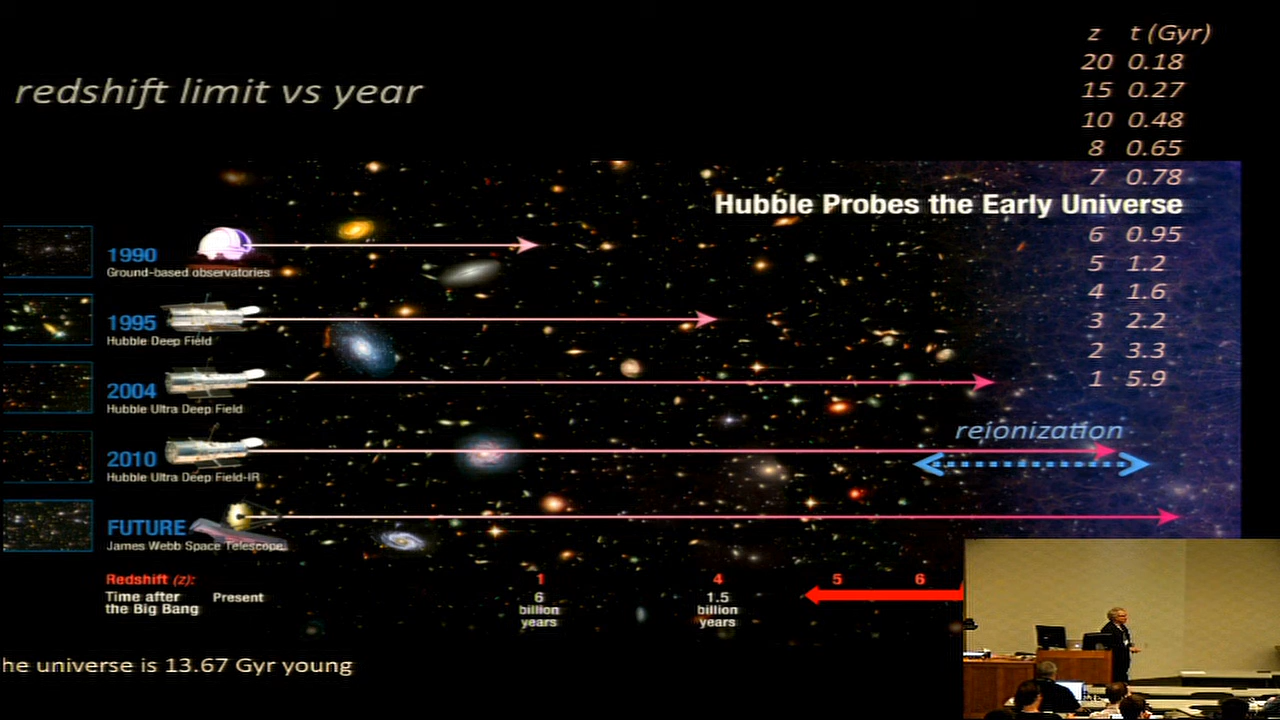 z t (Gyr)
20 0.18
15 0.27
10 0.48
8 0.65
7 0.78
redshift limit vs year
Hubble Probes the Early Universe
6 0.95
5 1.2
4 1.6
3 2.2
2 3.3
1 5.9
1990
Ground-based observatories
1995
Hubble Deep Field
2004
Hubble Ultra Deep Field
reionization
2010
Hubble Ultra Deep Field-IR
FUTURE
James Webb Space Telescope
Redshift (z): 1 4 5 6
Time after the Big Bang
Present
6 billion years
1.5 billion years
he universe is 13.67 Gyr young